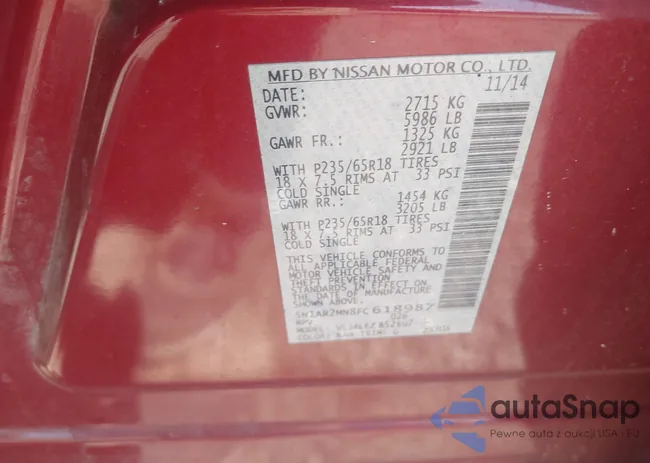 MFD BY NISSAN MOTOR CO., LTD.
DATE: 11/14
GVWR: 2715 KG
5986 LB
GAWR FR.: 1325 KG
2921 LB
WITH P235/65R18 TIRES
18 X 7.5 RIMS AT 33 PSI
COLD SINGLE
GAWR RR.: 1454 KG
3205 LB
WITH P235/65R18 TIRES
18 X 7.5 RIMS AT 33 PSI
COLD SINGLE
THIS VEHICLE CONFORMS TO
ALL APPLICABLE FEDERAL
MOTOR VEHICLE SAFETY AND
THEFT PREVENTION
STANDARDS IN EFFECT ON
THE DATE OF MANUFACTURE
5N1AR2MN8FC618987
MPV
MODEL:
COLOR: TRIM: G
autaSnap
Pewne auta z aukcji USA - EU